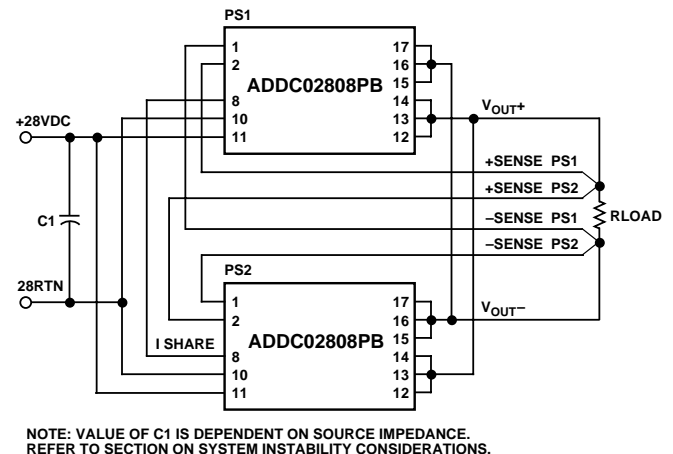 PS1
1
2
8
10
11
ADDC02808PB
17
16
15
14
13
12
+28VDC
C1
28RTN
VOUT+
+SENSE PS1
+SENSE PS2
–SENSE PS1
–SENSE PS2
RLOAD
PS2
1
2
8
10
11
I SHARE
ADDC02808PB
17
16
15
14
13
12
VOUT–
NOTE: VALUE OF C1 IS DEPENDENT ON SOURCE IMPEDANCE.
REFER TO SECTION ON SYSTEM INSTABILITY CONSIDERATIONS.